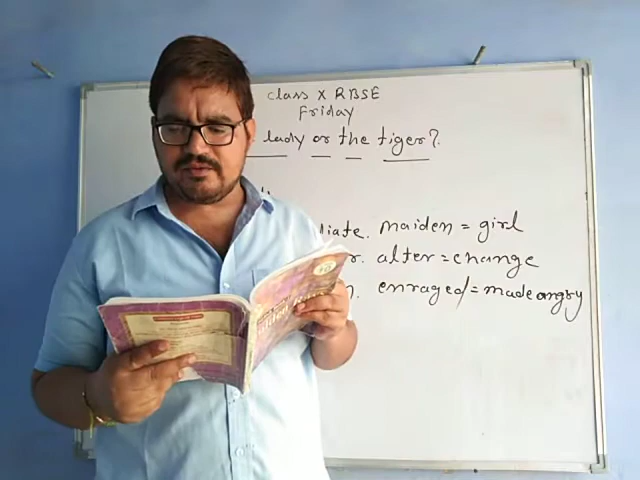 class X RBSE
Friday
lady or the tiger?
liate. maiden = girl
r. alter = change
enraged = made angry